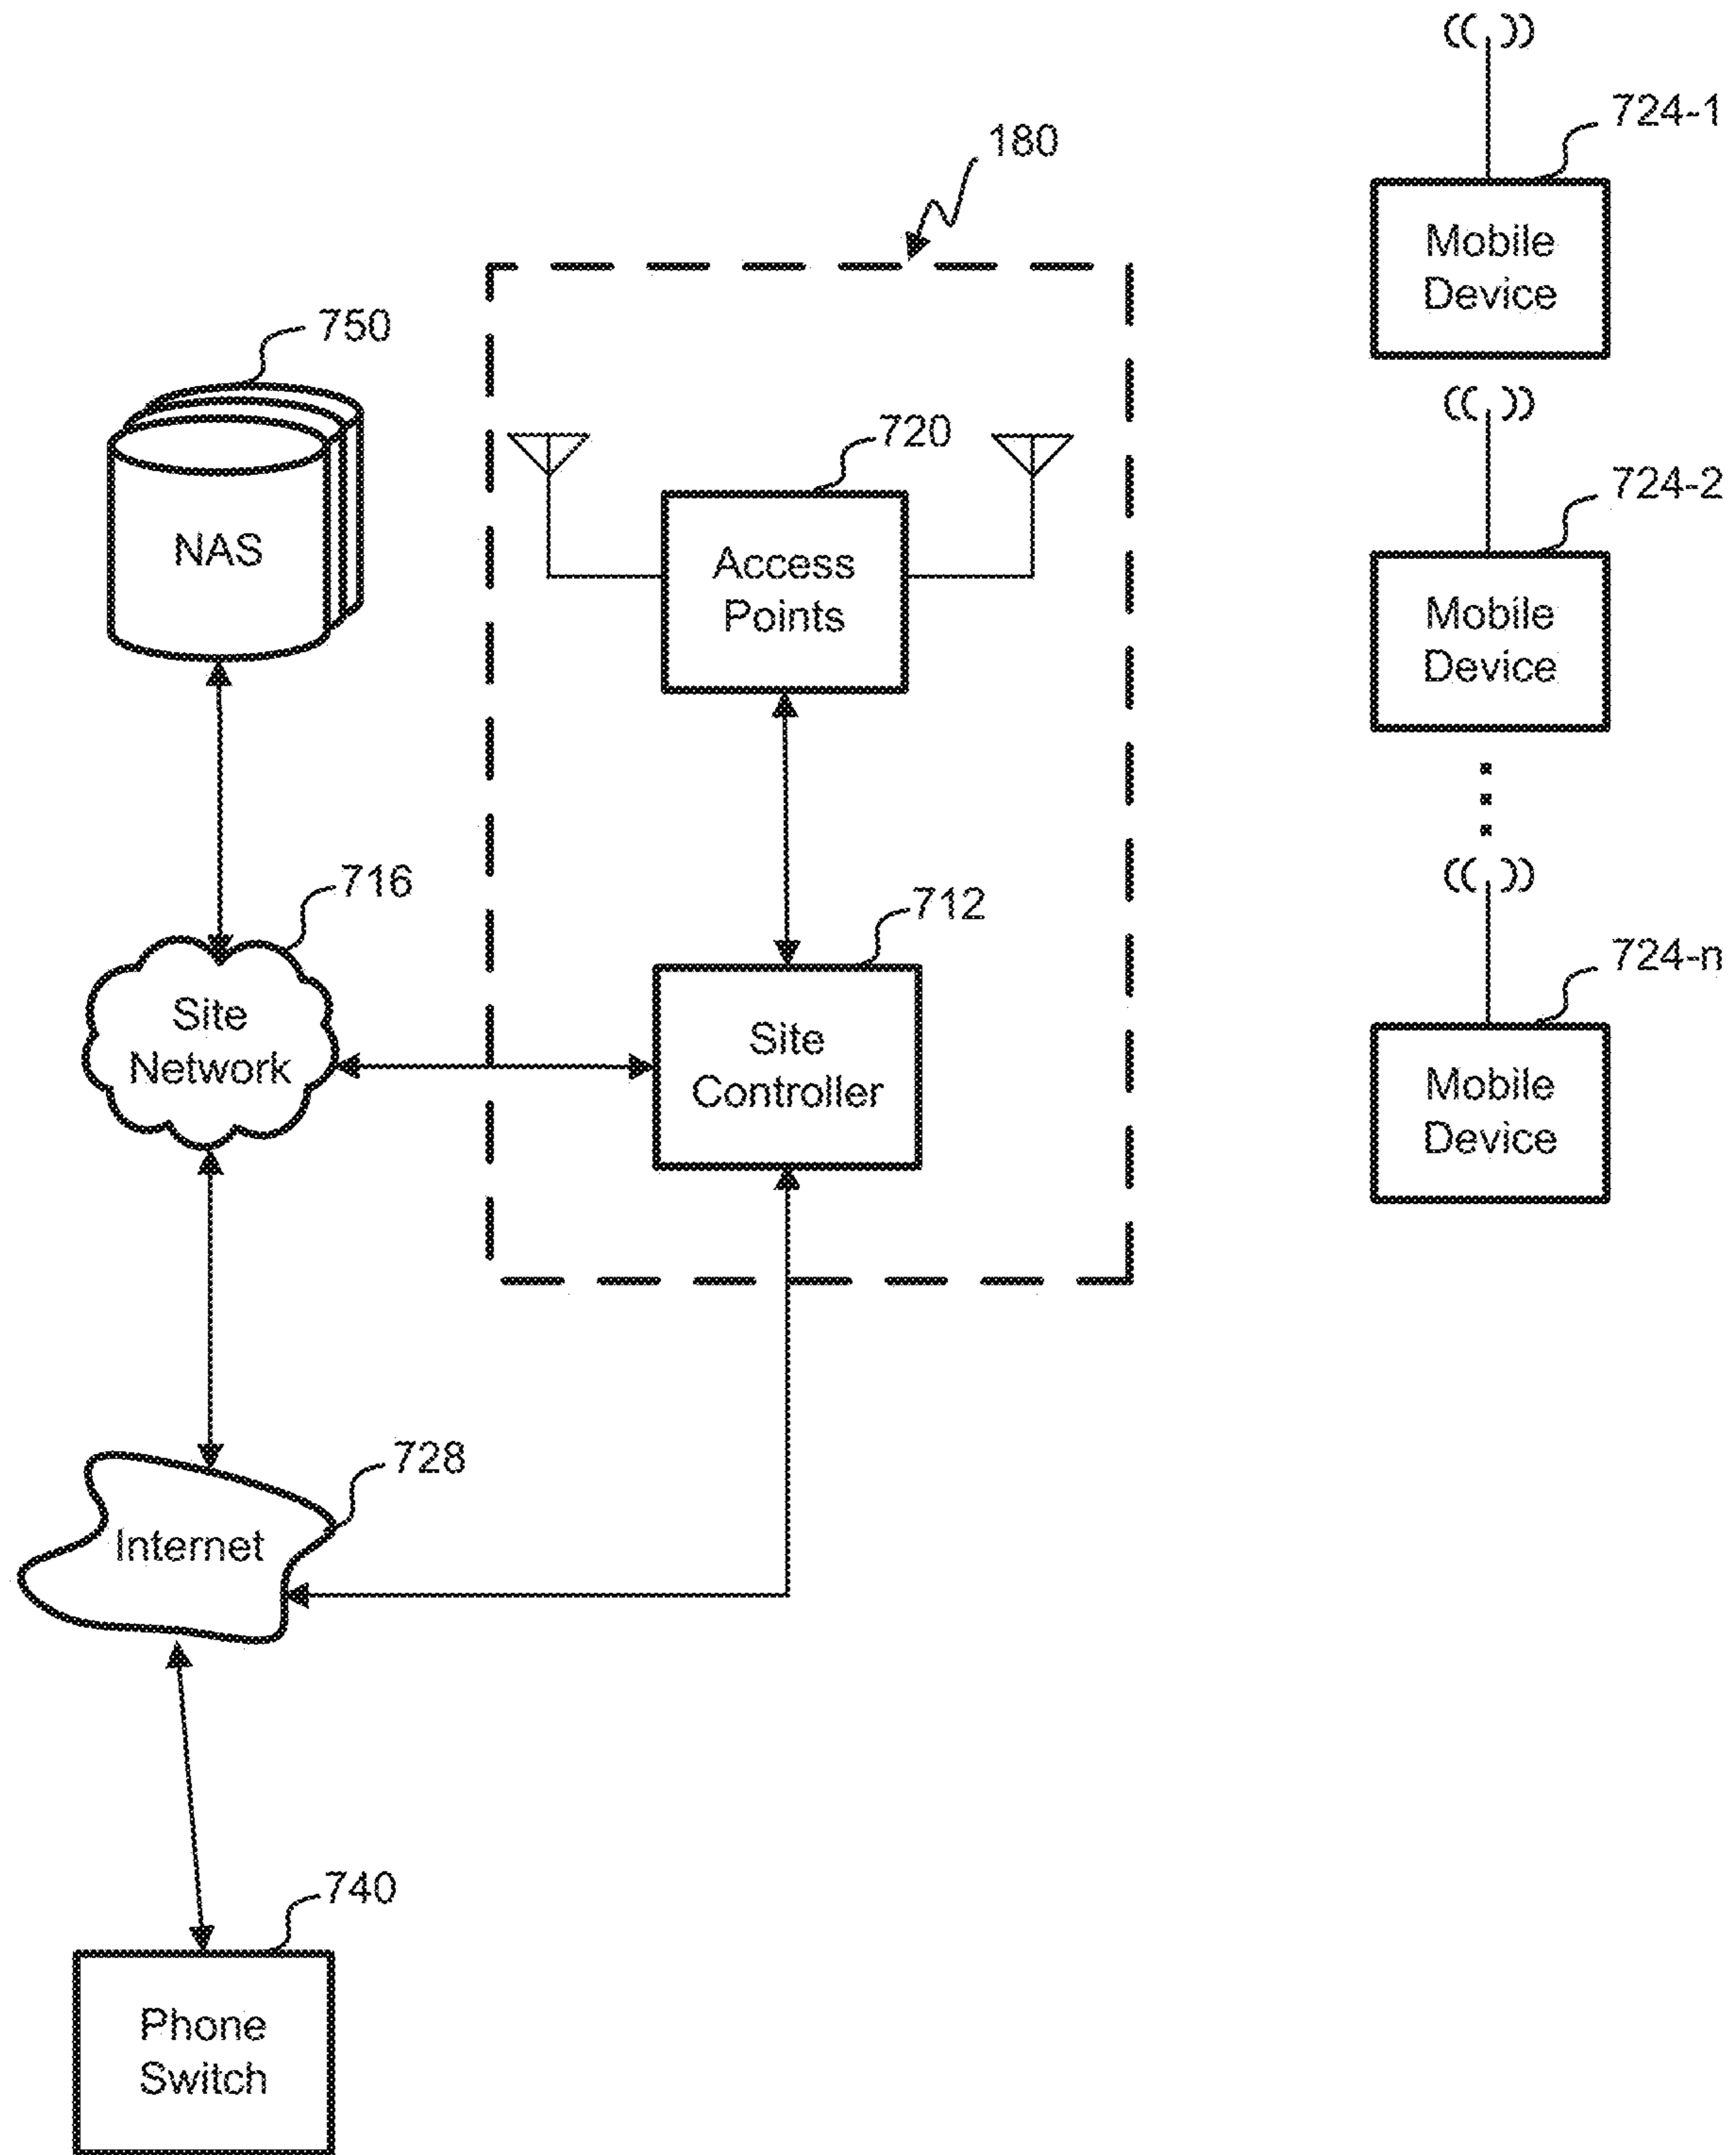 724-1
Mobile
Device
180
750
NAS
720
Access
Points
724-2
Mobile
Device
716
Site
Network
712
Site
Controller
724-n
Mobile
Device
728
Internet
740
Phone
Switch